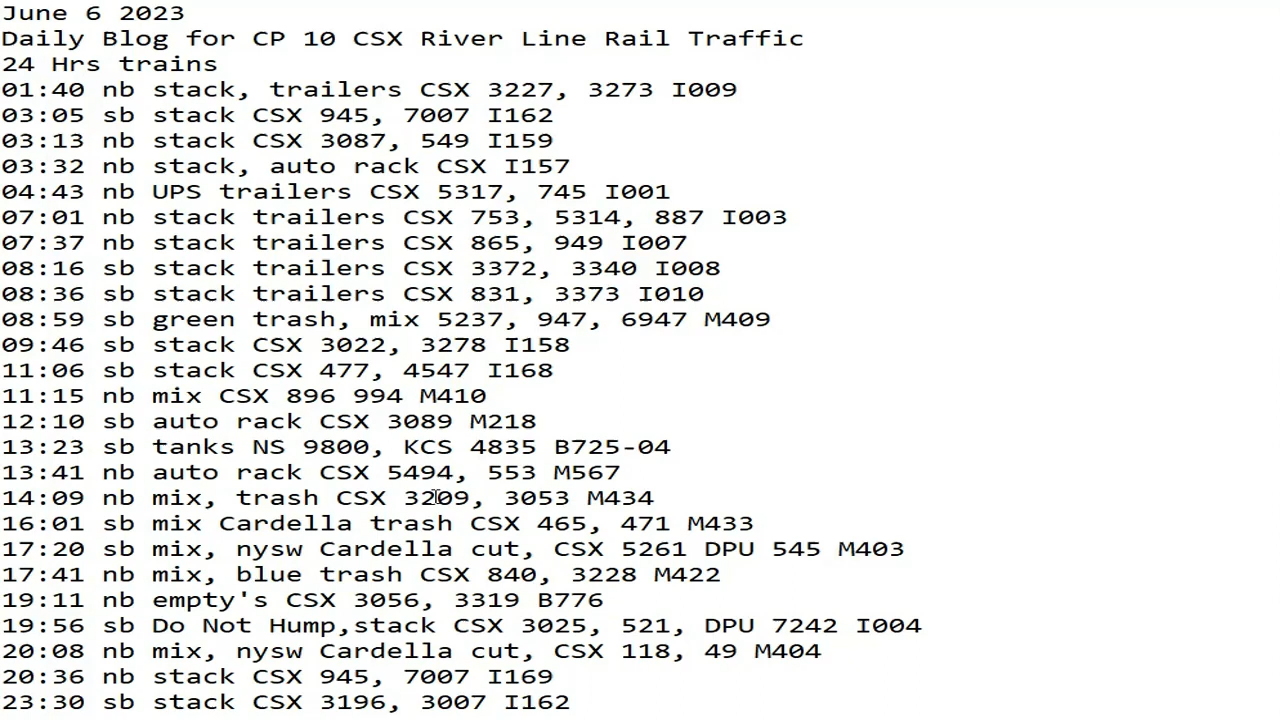 June 6 2023
Daily Blog for CP 10 CSX River Line Rail Traffic
24 Hrs trains
01:40 nb stack, trailers CSX 3227, 3273 I009
03:05 sb stack CSX 945, 7007 I162
03:13 nb stack CSX 3087, 549 I159
03:32 nb stack, auto rack CSX I157
04:43 nb UPS trailers CSX 5317, 745 I001
07:01 nb stack trailers CSX 753, 5314, 887 I003
07:37 nb stack trailers CSX 865, 949 I007
08:16 sb stack trailers CSX 3372, 3340 I008
08:36 sb stack trailers CSX 831, 3373 I010
08:59 sb green trash, mix 5237, 947, 6947 M409
09:46 sb stack CSX 3022, 3278 I158
11:06 sb stack CSX 477, 4547 I168
11:15 nb mix CSX 896 994 M410
12:10 sb auto rack CSX 3089 M218
13:23 sb tanks NS 9800, KCS 4835 B725-04
13:41 nb auto rack CSX 5494, 553 M567
14:09 nb mix, trash CSX 3209, 3053 M434
16:01 sb mix Cardella trash CSX 465, 471 M433
17:20 sb mix, nysw Cardella cut, CSX 5261 DPU 545 M403
17:41 nb mix, blue trash CSX 840, 3228 M422
19:11 nb empty's CSX 3056, 3319 B776
19:56 sb Do Not Hump,stack CSX 3025, 521, DPU 7242 I004
20:08 nb mix, nysw Cardella cut, CSX 118, 49 M404
20:36 nb stack CSX 945, 7007 I169
23:30 sb stack CSX 3196, 3007 I162